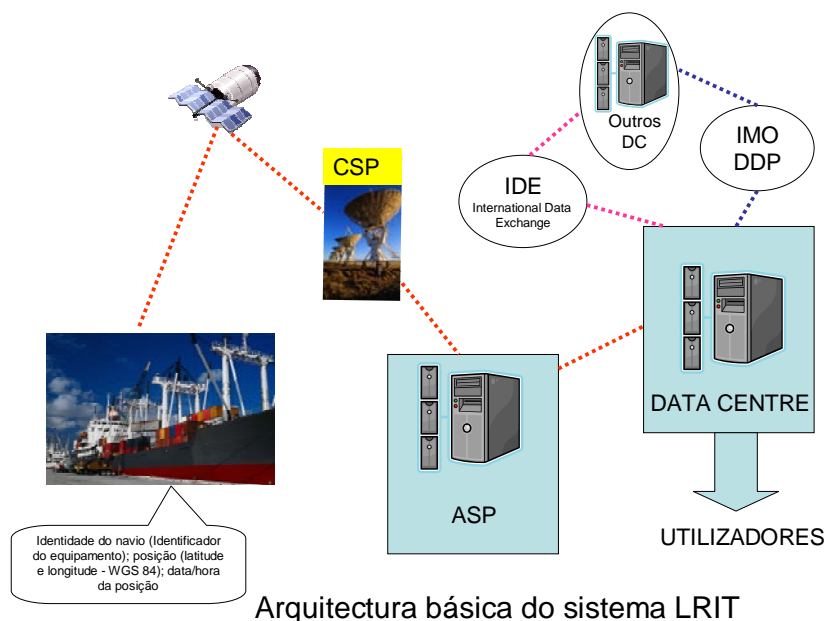 Outros
DC
IMO
DDP
CSP
IDE
International Data
Exchange
DATA CENTRE
ASP
UTILIZADORES
Identidade do navio (Identificador
do equipamento); posição (latitude
e longitude - WGS 84); data/hora
da posição
Arquitectura básica do sistema LRIT